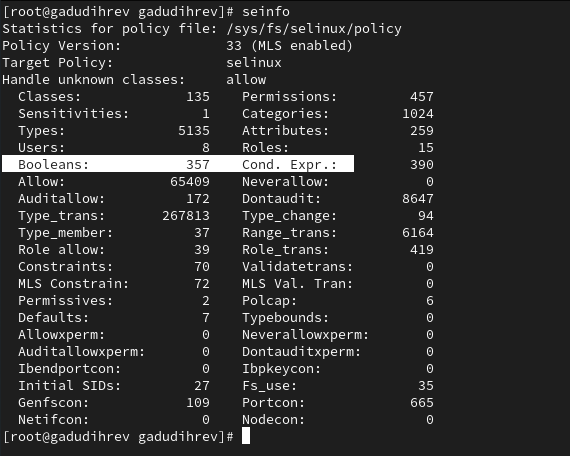 [root@gadudihrev gadudihrev]# seinfo
Statistics for policy file: /sys/fs/selinux/policy
Policy Version:             33 (MLS enabled)
Target Policy:              selinux
Handle unknown classes:     allow
  Classes:             135    Permissions:         457
  Sensitivities:         1    Categories:         1024
  Types:              5135    Attributes:          259
  Users:                 8    Roles:                15
  Booleans:            357    Cond. Expr.:         390
  Allow:             65409    Neverallow:            0
  Auditallow:          172    Dontaudit:          8647
  Type_trans:       267813    Type_change:          94
  Type_member:          37    Range_trans:        6164
  Role allow:           39    Role_trans:          419
  Constraints:          70    Validatetrans:         0
  MLS Constrain:        72    MLS Val. Tran:         0
  Permissives:           2    Polcap:                6
  Defaults:              7    Typebounds:            0
  Allowxperm:            0    Neverallowxperm:       0
  Auditallowxperm:       0    Dontauditxperm:        0
  Ibendportcon:          0    Ibpkeycon:             0
  Initial SIDs:         27    Fs_use:               35
  Genfscon:            109    Portcon:             665
  Netifcon:              0    Nodecon:               0
[root@gadudihrev gadudihrev]#